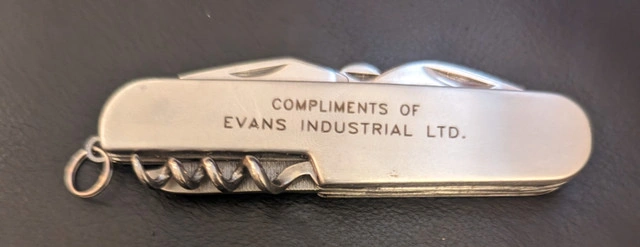 COMPLIMENTS OF
EVANS INDUSTRIAL LTD.